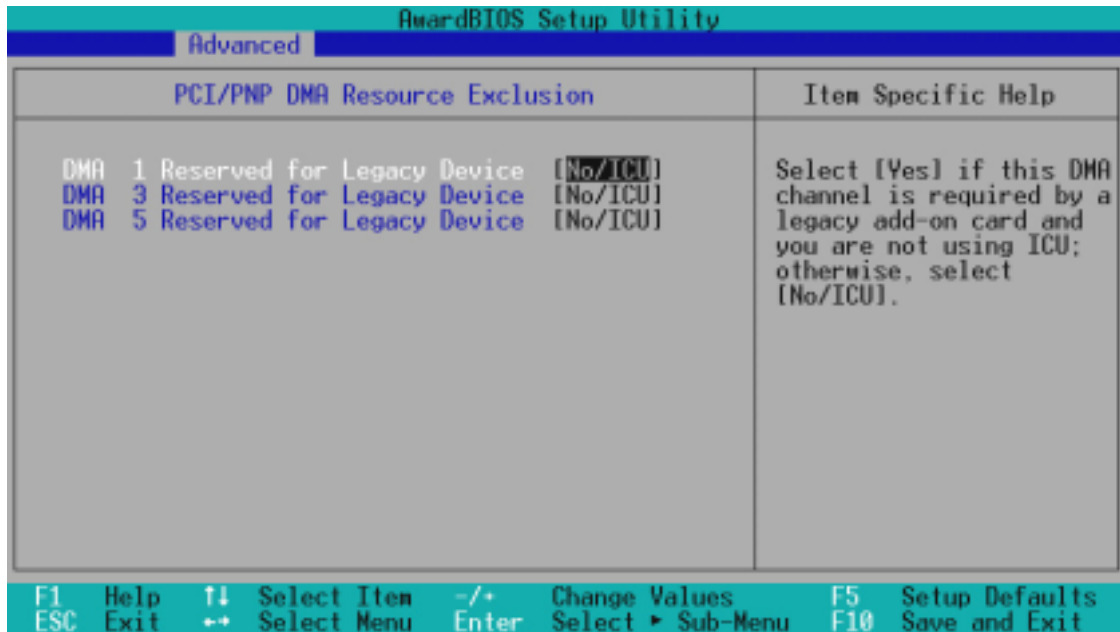 AwardBIOS Setup Utility
Advanced
PCI/PNP DMA Resource Exclusion
Item Specific Help
DMA 1 Reserved for Legacy Device [No/ICU]
DMA 3 Reserved for Legacy Device [No/ICU]
DMA 5 Reserved for Legacy Device [No/ICU]
Select [Yes] if this DMA
channel is required by a
legacy add-on card and
you are not using ICU;
otherwise, select
[No/ICU].
F1 Help ↑↓ Select Item -/+ Change Values F5 Setup Defaults
ESC Exit ←→ Select Menu Enter Select ► Sub-Menu F10 Save and Exit